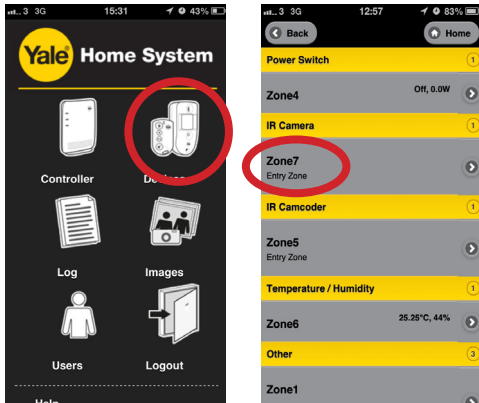 3 3G 15:31 43%
Yale Home System
Controller
Log
Images
Users
Logout
Help
3 3G 12:57 83%
Back Home
Power Switch 1
Zone4 Off, 0.0W
IR Camera 1
Zone7
Entry Zone
IR Camcoder 1
Zone5
Entry Zone
Temperature / Humidity 1
Zone6 25.25°C, 44%
Other 3
Zone1